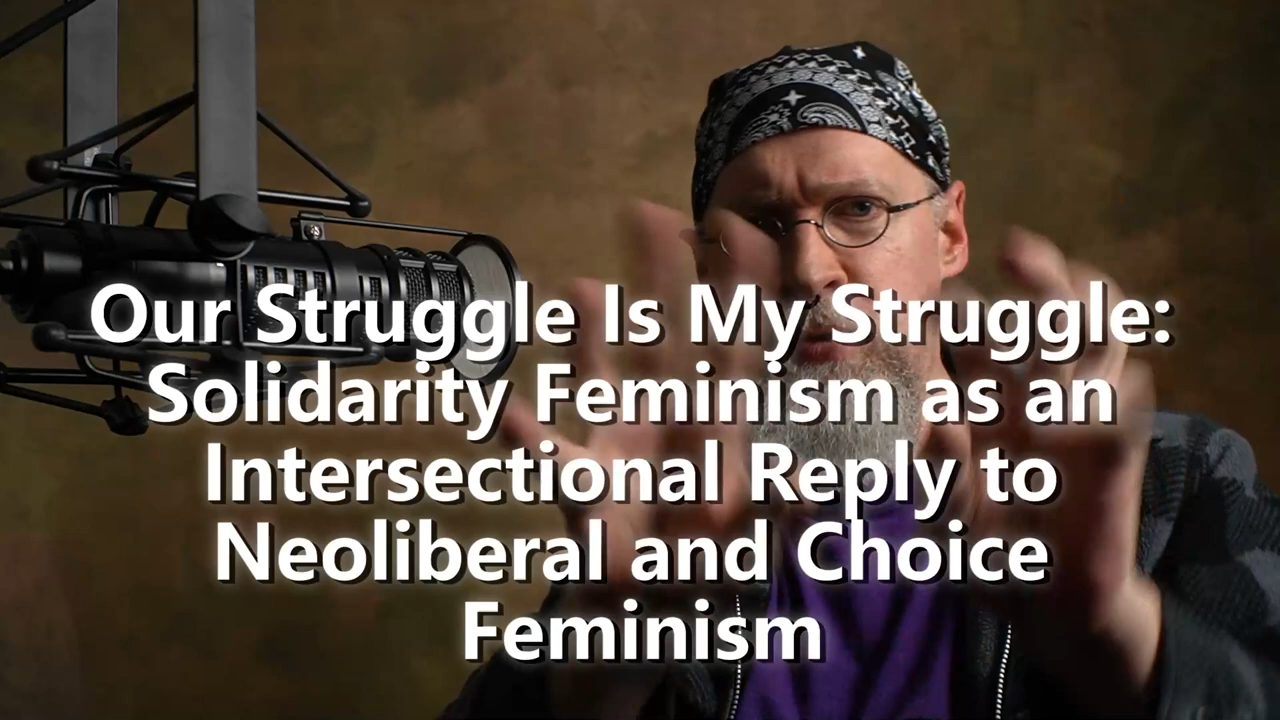 Our Struggle Is My Struggle:
Solidarity Feminism as an
Intersectional Reply to
Neoliberal and Choice
Feminism